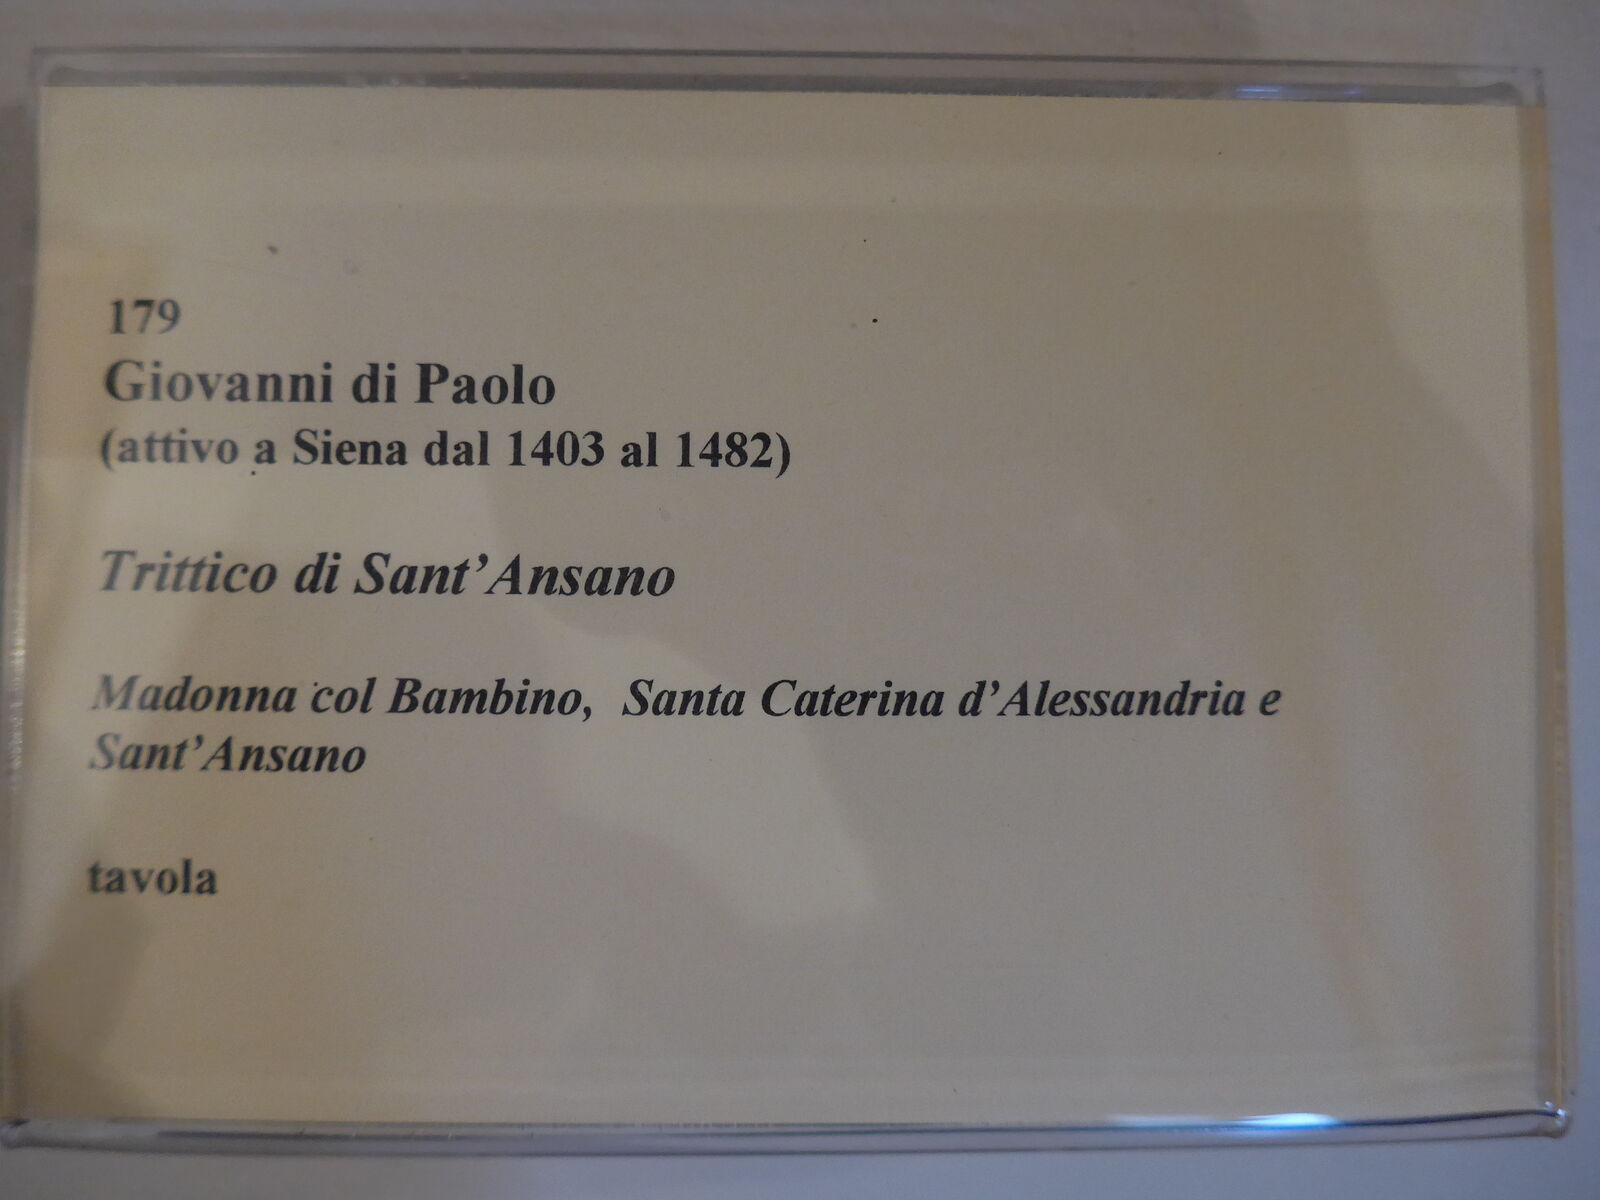 179
Giovanni di Paolo
(attivo a Siena dal 1403 al 1482)
Trittico di Sant’Ansano
Madonna col Bambino, Santa Caterina d’Alessandria e
Sant’Ansano
tavola